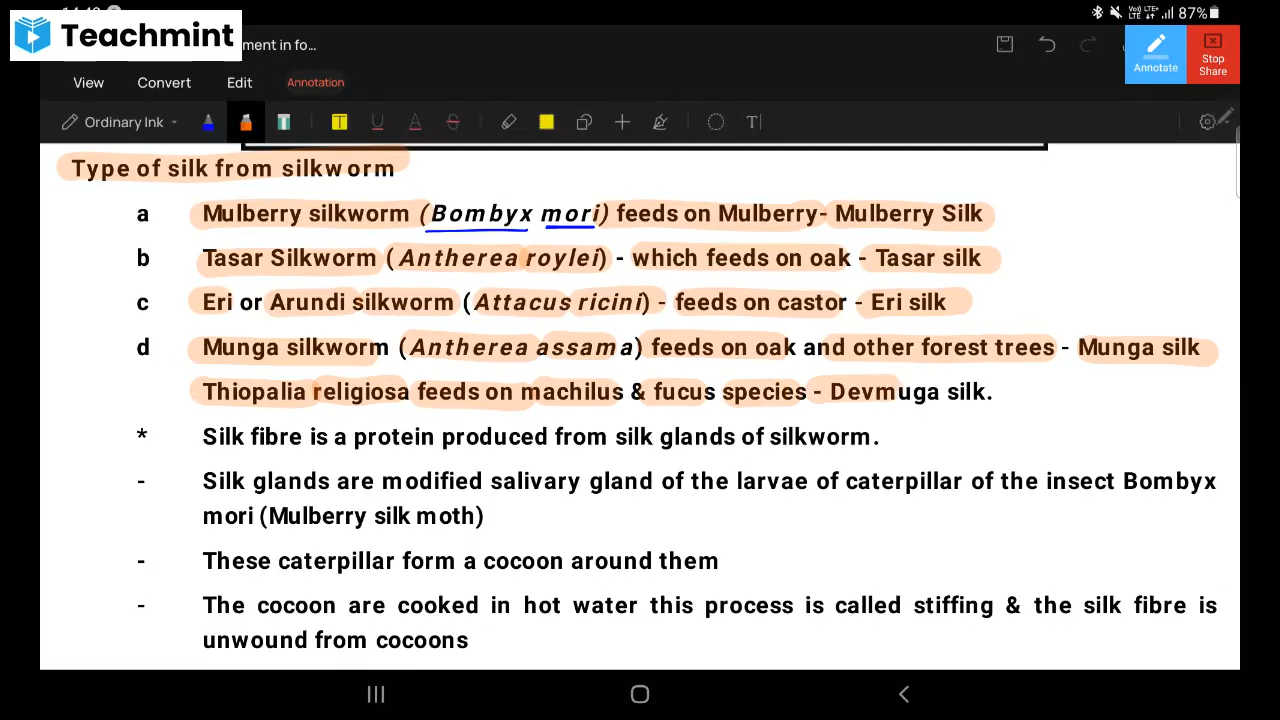 Teachmint
VoD LTE+
LTE 87%
ment in fo...
Annotate
Stop
Share
View Convert Edit Annotation
Ordinary Ink
Type of silk from silkworm
a Mulberry silkworm (Bombyx mori) feeds on Mulberry- Mulberry Silk
b Tasar Silkworm (Antherea roylei) - which feeds on oak - Tasar silk
c Eri or Arundi silkworm (Attacus ricini) - feeds on castor - Eri silk
d Munga silkworm (Antherea assama) feeds on oak and other forest trees - Munga silk
Thiopalia religiosa feeds on machilus & fucus species - Devmuga silk.
* Silk fibre is a protein produced from silk glands of silkworm.
- Silk glands are modified salivary gland of the larvae of caterpillar of the insect Bombyx
mori (Mulberry silk moth)
- These caterpillar form a cocoon around them
- The cocoon are cooked in hot water this process is called stiffing & the silk fibre is
unwound from cocoons